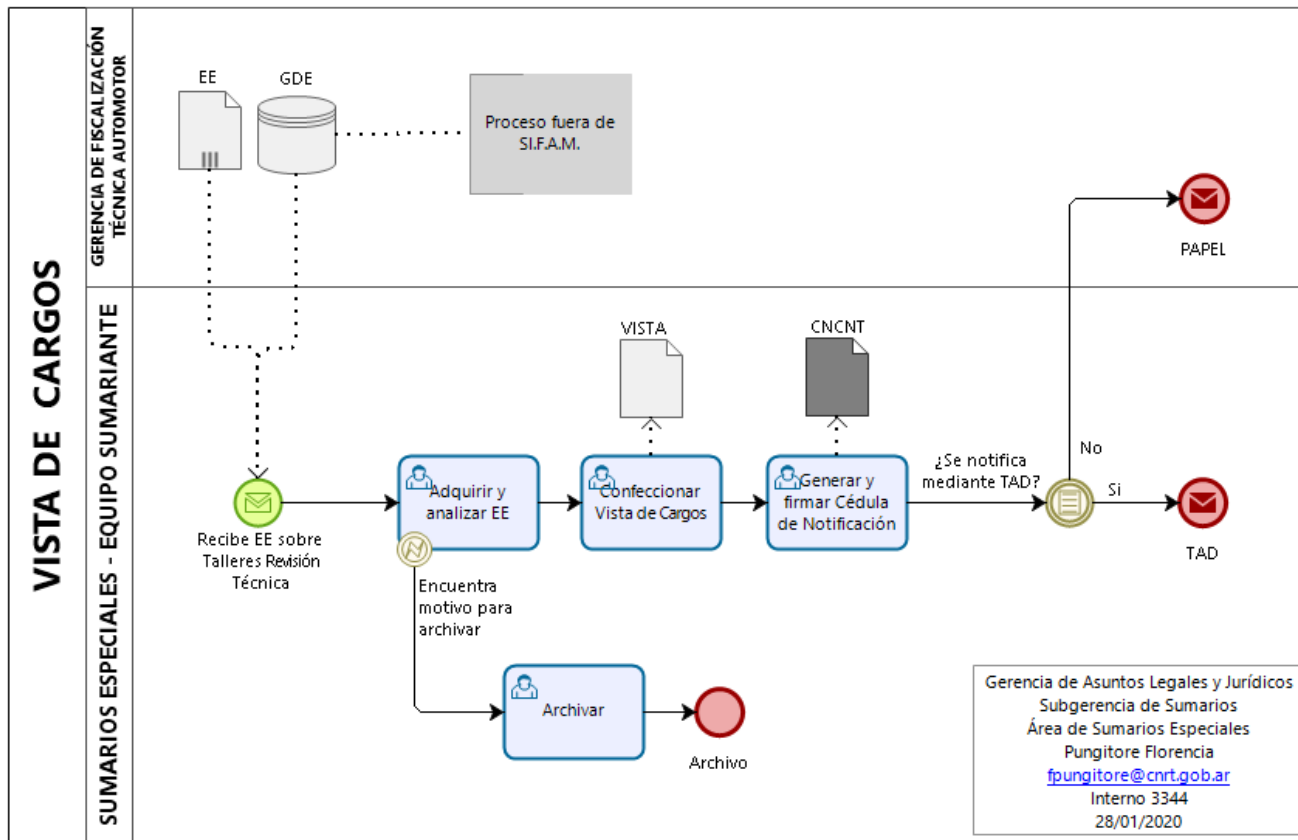 VISTA DE CARGOS
GERENCIA DE FISCALIZACIÓN
TÉCNICA AUTOMOTOR
EE
GDE
Proceso fuera de
SI.F.A.M.
PAPEL
SUMARIOS ESPECIALES - EQUIPO SUMARIANTE
VISTA
CNCNT
Recibe EE sobre
Talleres Revisión
Técnica
Adquirir y
analizar EE
Confeccionar
Vista de Cargos
Generar y
firmar Cédula
de Notificación
¿Se notifica
mediante TAD?
No
Si
TAD
Encuentra
motivo para
archivar
Archivar
Archivo
Gerencia de Asuntos Legales y Jurídicos
Subgerencia de Sumarios
Área de Sumarios Especiales
Pungitore Florencia
fpungitore@cnrt.gob.ar
Interno 3344
28/01/2020